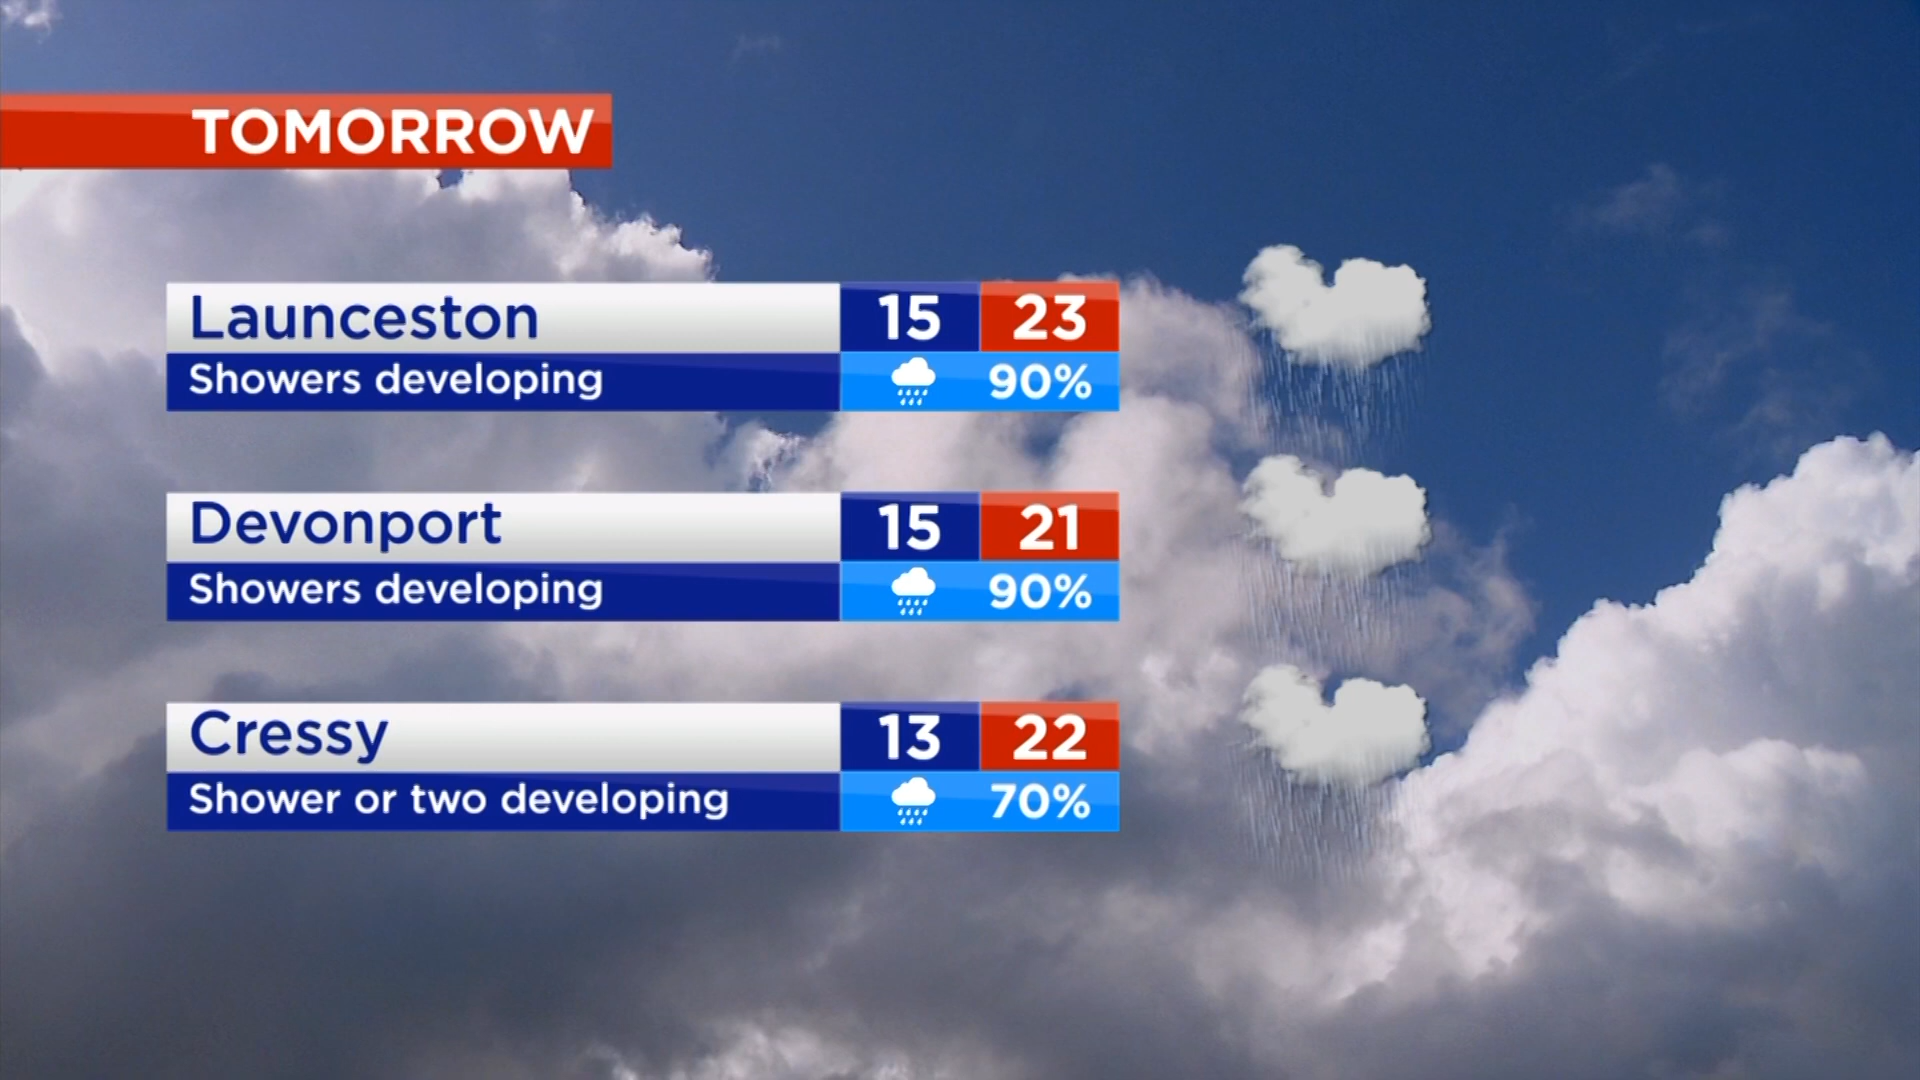 TOMORROW
Launceston 15 23
Showers developing 90%
Devonport 15 21
Showers developing 90%
Cressy 13 22
Shower or two developing 70%